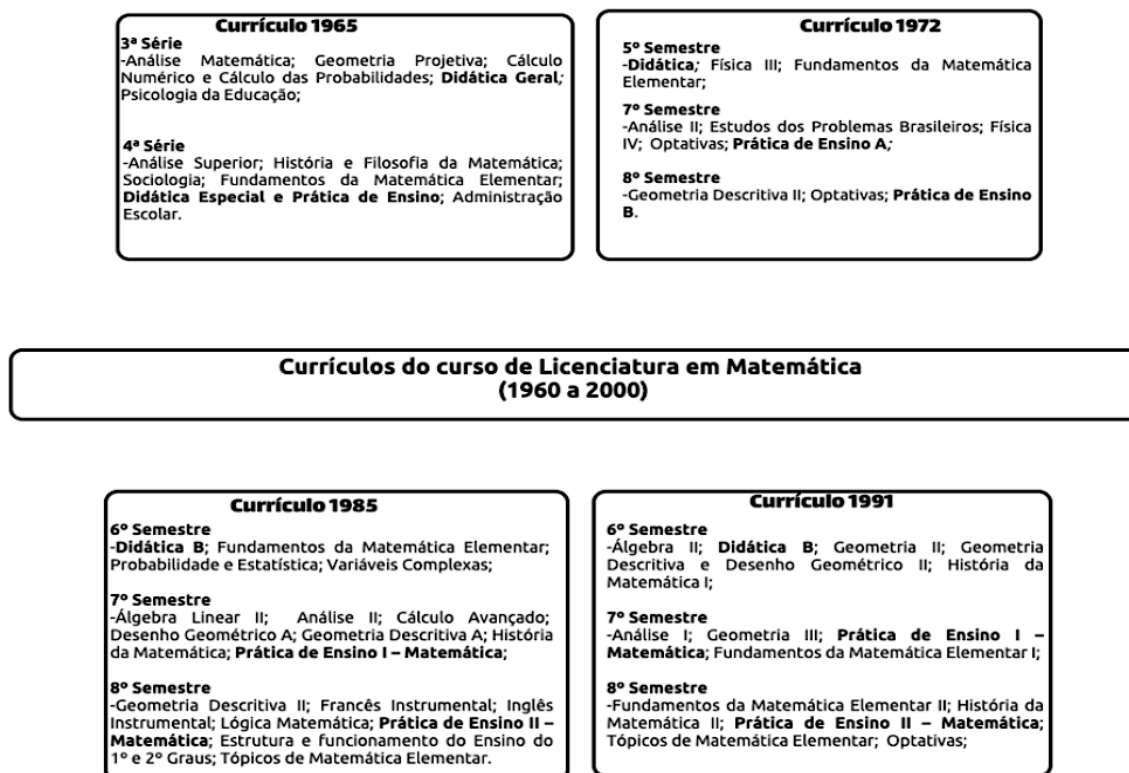 Currículo 1965
3ª Série
-Análise Matemática; Geometria Projetiva; Cálculo
Numérico e Cálculo das Probabilidades; Didática Geral;
Psicologia da Educação;
4ª Série
-Análise Superior; História e Filosofia da Matemática;
Sociologia; Fundamentos da Matemática Elementar;
Didática Especial e Prática de Ensino; Administração
Escolar.
Currículo 1972
5º Semestre
-Didática; Física III; Fundamentos da Matemática
Elementar;
7º Semestre
-Análise II; Estudos dos Problemas Brasileiros; Física
IV; Optativas; Prática de Ensino A;
8º Semestre
-Geometria Descritiva II; Optativas; Prática de Ensino
B.
Currículos do curso de Licenciatura em Matemática
(1960 a 2000)
Currículo 1985
6º Semestre
-Didática B; Fundamentos da Matemática Elementar;
Probabilidade e Estatística; Variáveis Complexas;
7º Semestre
-Álgebra Linear II; Análise II; Cálculo Avançado;
Desenho Geométrico A; Geometria Descritiva A; História
da Matemática; Prática de Ensino I – Matemática;
8º Semestre
-Geometria Descritiva II; Francês Instrumental; Inglês
Instrumental; Lógica Matemática; Prática de Ensino II –
Matemática; Estrutura e funcionamento do Ensino do
1º e 2º Graus; Tópicos de Matemática Elementar.
Currículo 1991
6º Semestre
-Álgebra II; Didática B; Geometria II; Geometria
Descritiva e Desenho Geométrico II; História da
Matemática I;
7º Semestre
-Análise I; Geometria III; Prática de Ensino I –
Matemática; Fundamentos da Matemática Elementar I;
8º Semestre
-Fundamentos da Matemática Elementar II; História da
Matemática II; Prática de Ensino II – Matemática;
Tópicos de Matemática Elementar; Optativas;